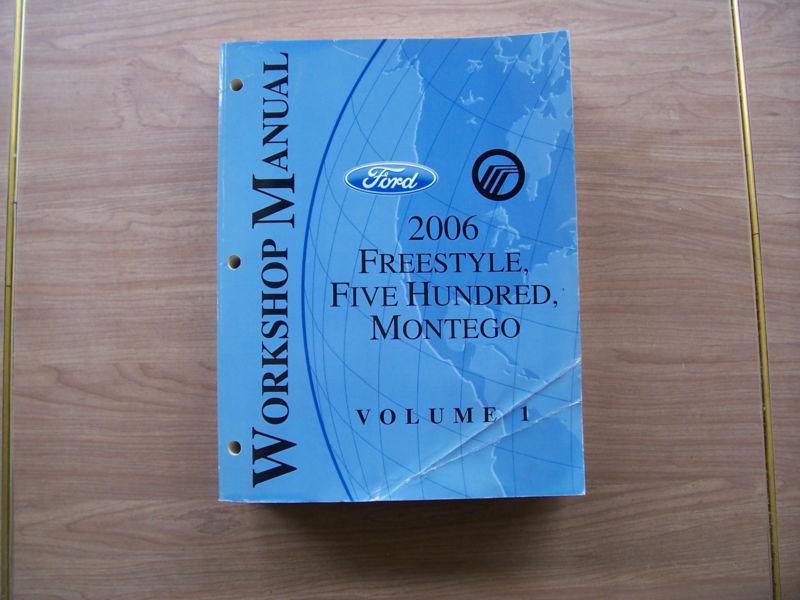 WORKSHOP MANUAL
Ford
2006
FREESTYLE,
FIVE HUNDRED,
MONTEGO
VOLUME 1